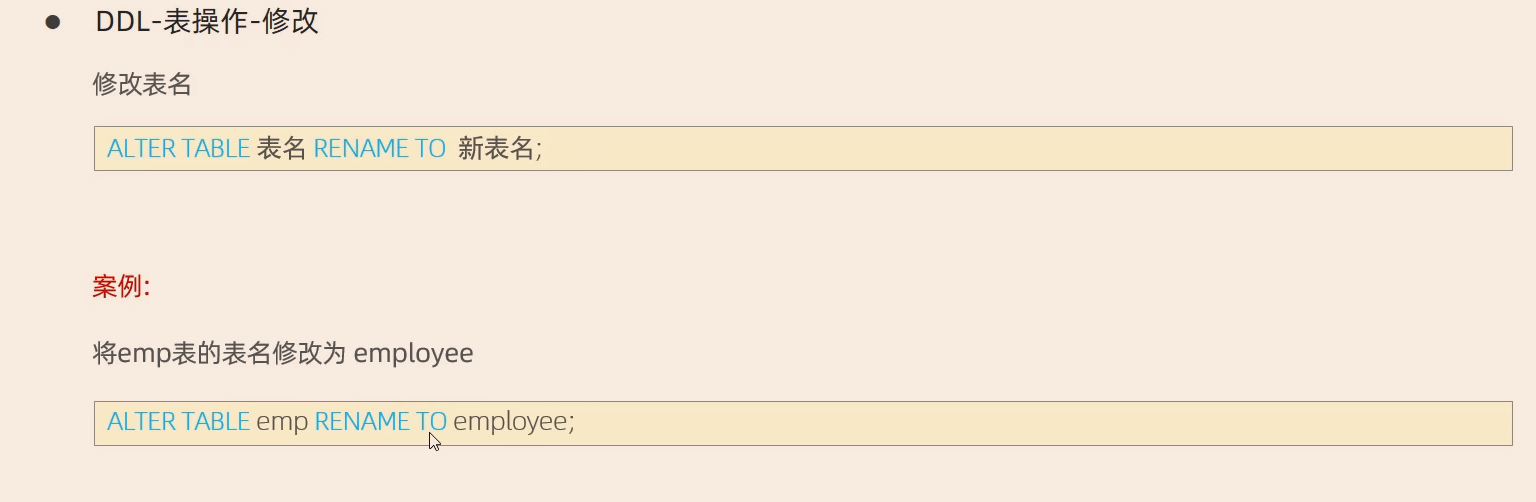 DDL-表操作-修改
修改表名
ALTER TABLE 表名 RENAME TO 新表名;
案例:
将emp表的表名修改为 employee
ALTER TABLE emp RENAME TO employee;